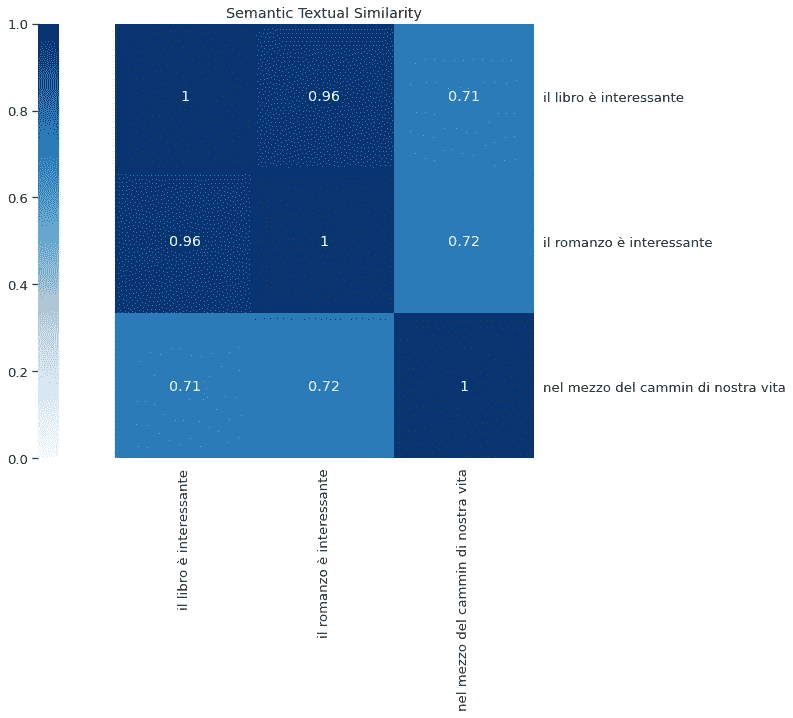 Semantic Textual Similarity
1.0
0.8
0.6
0.4
0.2
0.0
1 0.96 0.71 il libro è interessante
0.96 1 0.72 il romanzo è interessante
0.71 0.72 1 nel mezzo del cammin di nostra vita
il libro è interessante
il romanzo è interessante
nel mezzo del cammin di nostra vita